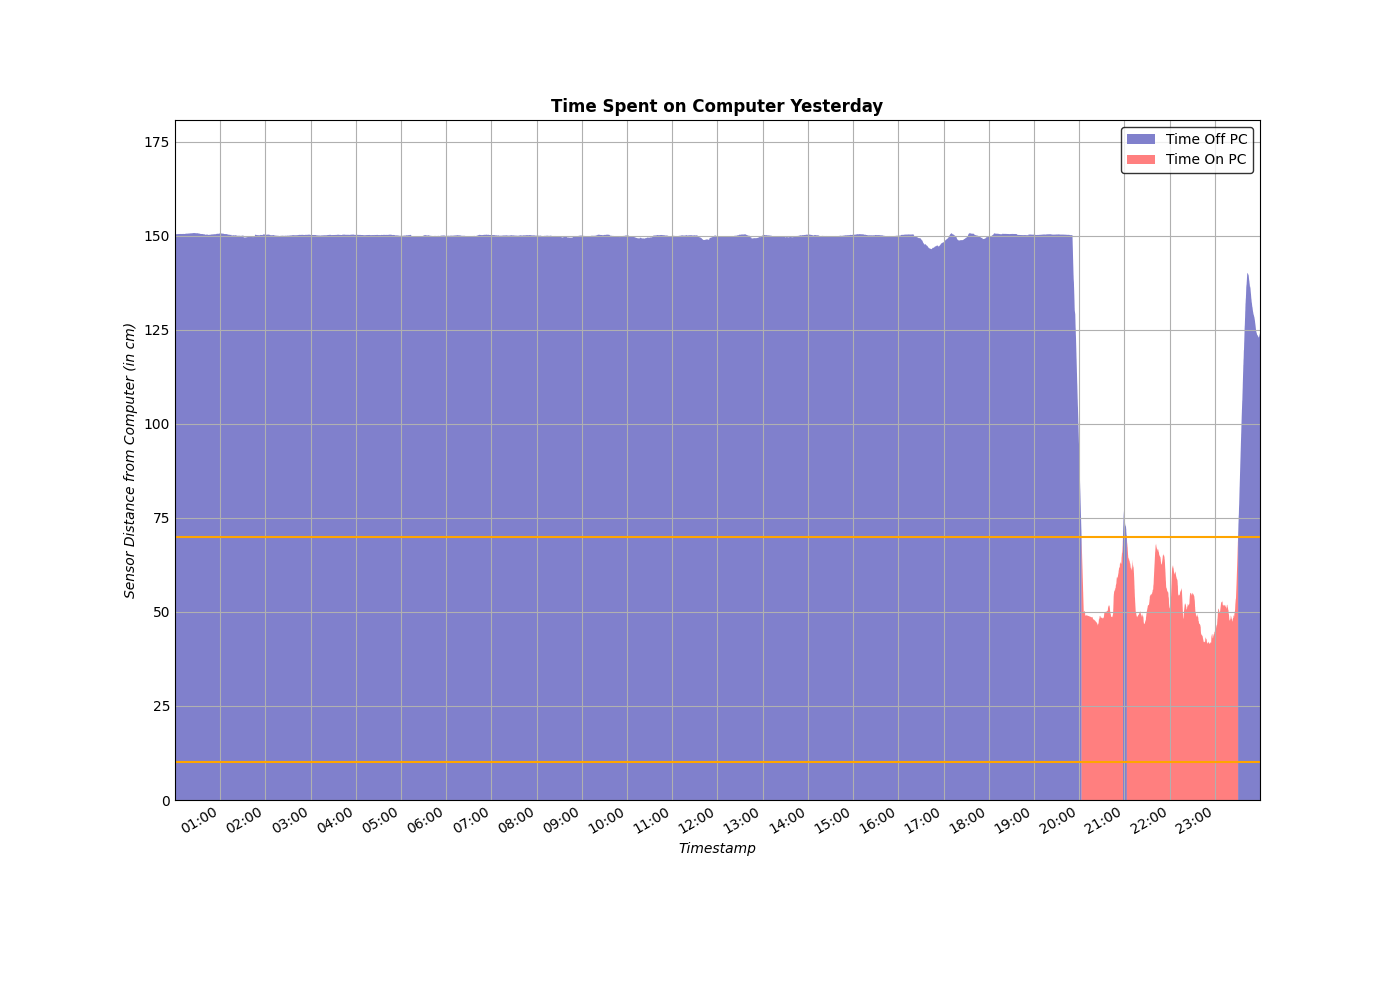 Time Spent on Computer Yesterday
Time Off PC
Time On PC
Sensor Distance from Computer (in cm)
175
150
125
100
75
50
25
0
01:00 02:00 03:00 04:00 05:00 06:00 07:00 08:00 09:00 10:00 11:00 12:00 13:00 14:00 15:00 16:00 17:00 18:00 19:00 20:00 21:00 22:00 23:00
Timestamp